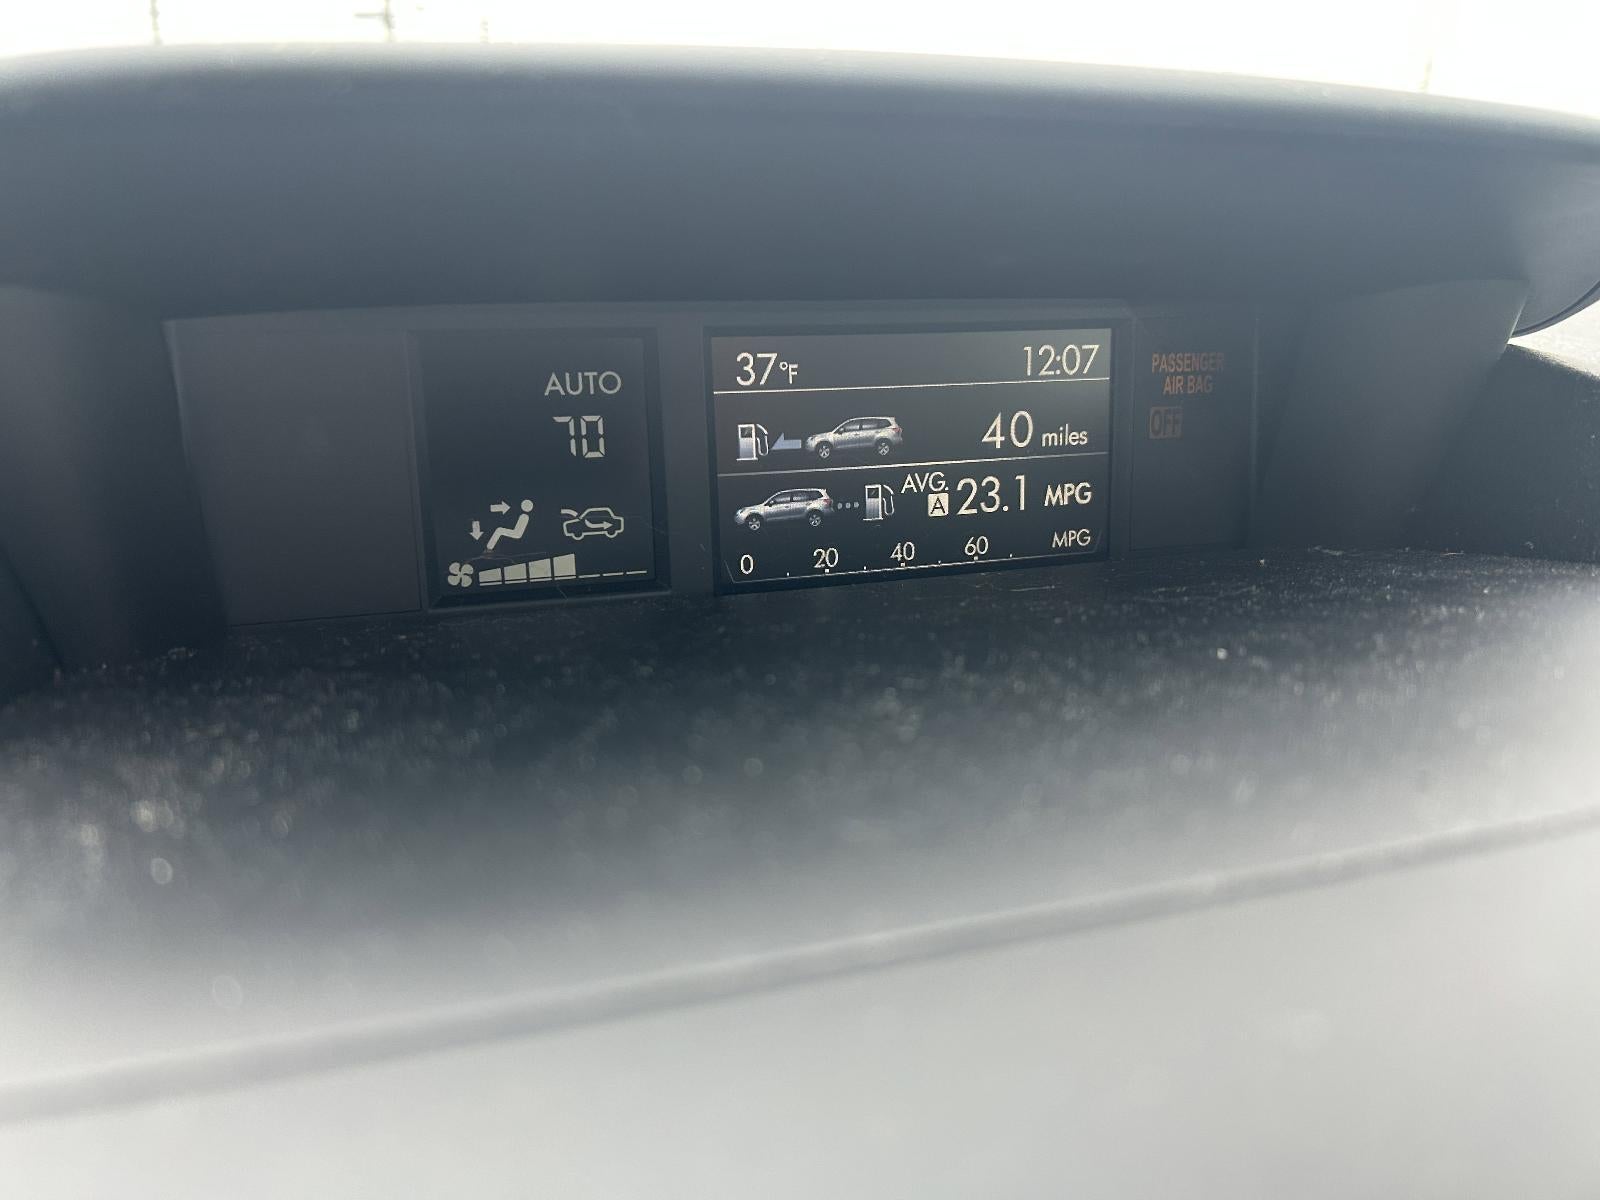 AUTO
70
37°F
12:07
40 miles
AVG.
A 23.1 MPG
0 20 40 60 MPG
PASSENGER
AIR BAG
OFF